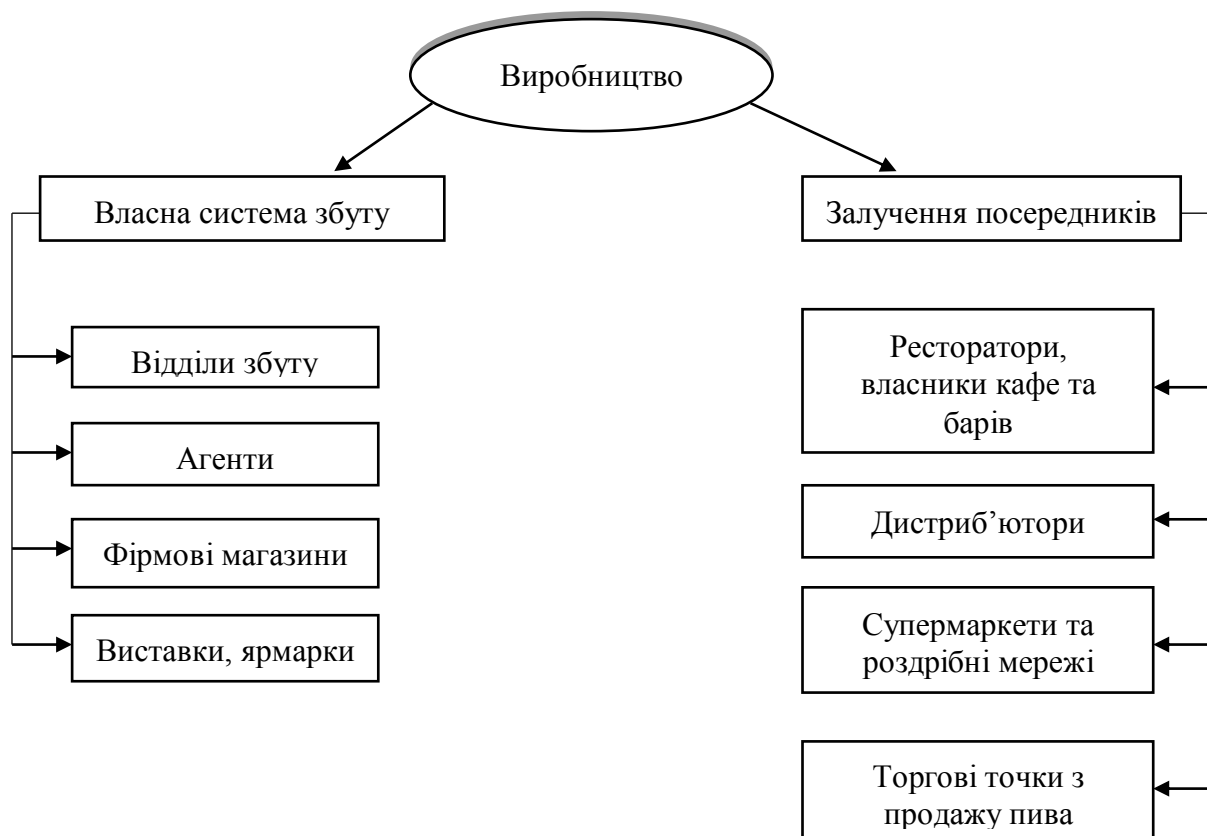 Виробництво
Власна система збуту
Залучення посередників
Відділи збуту
Агенти
Фірмові магазини
Виставки, ярмарки
Ресторатори,
власники кафе та
барів
Дистриб’ютори
Супермаркети та
роздрібні мережі
Торгові точки з
продажу пива